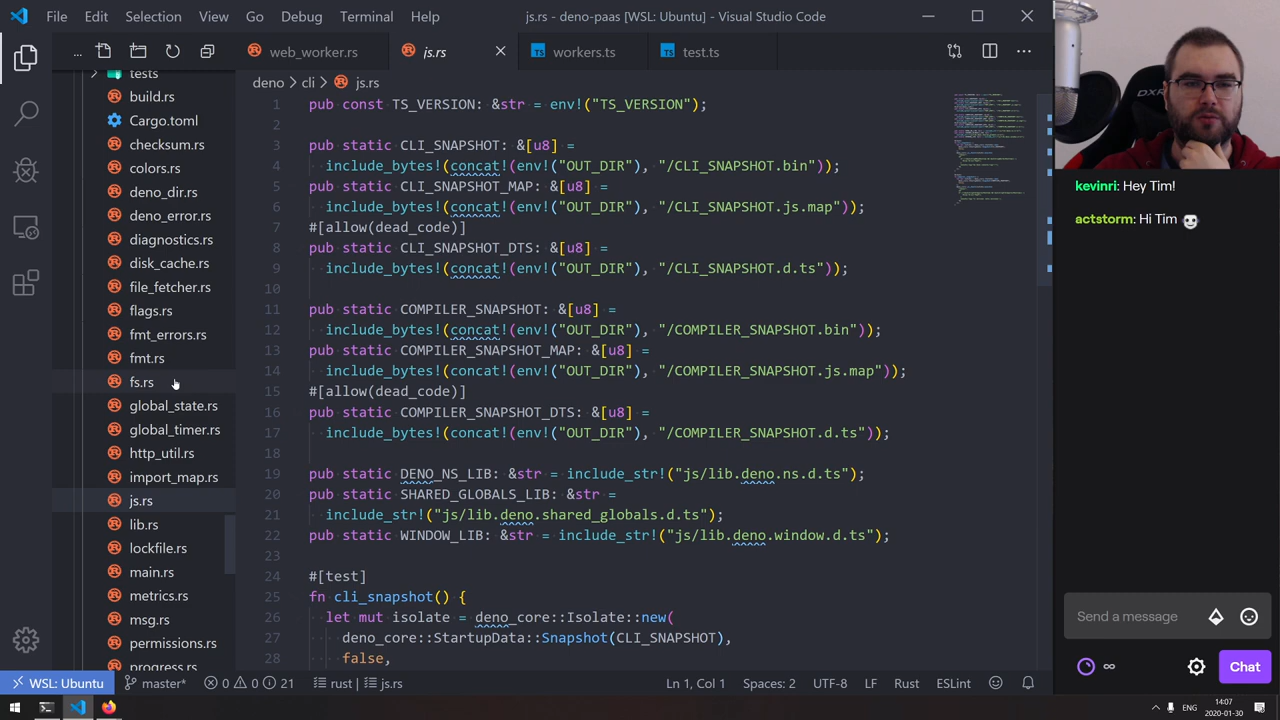 File Edit Selection View Go Debug Terminal Help js.rs - deno-paas [WSL: Ubuntu] - Visual Studio Code
... web_worker.rs js.rs workers.ts test.ts
deno › cli › js.rs
tests
build.rs
Cargo.toml
checksum.rs
colors.rs
deno_dir.rs
deno_error.rs
diagnostics.rs
disk_cache.rs
file_fetcher.rs
flags.rs
fmt_errors.rs
fmt.rs
fs.rs
global_state.rs
global_timer.rs
http_util.rs
import_map.rs
js.rs
lib.rs
lockfile.rs
main.rs
metrics.rs
msg.rs
permissions.rs
progress.rs
1 pub const TS_VERSION: &str = env!("TS_VERSION");
2
3 pub static CLI_SNAPSHOT: &[u8] =
4 include_bytes!(concat!(env!("OUT_DIR"), "/CLI_SNAPSHOT.bin"));
5 pub static CLI_SNAPSHOT_MAP: &[u8] =
6 include_bytes!(concat!(env!("OUT_DIR"), "/CLI_SNAPSHOT.js.map"));
7 #[allow(dead_code)]
8 pub static CLI_SNAPSHOT_DTS: &[u8] =
9 include_bytes!(concat!(env!("OUT_DIR"), "/CLI_SNAPSHOT.d.ts"));
10
11 pub static COMPILER_SNAPSHOT: &[u8] =
12 include_bytes!(concat!(env!("OUT_DIR"), "/COMPILER_SNAPSHOT.bin"));
13 pub static COMPILER_SNAPSHOT_MAP: &[u8] =
14 include_bytes!(concat!(env!("OUT_DIR"), "/COMPILER_SNAPSHOT.js.map"));
15 #[allow(dead_code)]
16 pub static COMPILER_SNAPSHOT_DTS: &[u8] =
17 include_bytes!(concat!(env!("OUT_DIR"), "/COMPILER_SNAPSHOT.d.ts"));
18
19 pub static DENO_NS_LIB: &str = include_str!("js/lib.deno.ns.d.ts");
20 pub static SHARED_GLOBALS_LIB: &str =
21 include_str!("js/lib.deno.shared_globals.d.ts");
22 pub static WINDOW_LIB: &str = include_str!("js/lib.deno.window.d.ts");
23
24 #[test]
25 fn cli_snapshot() {
26 let mut isolate = deno_core::Isolate::new(
27 deno_core::StartupData::Snapshot(CLI_SNAPSHOT),
28 false,
DXR
kevinri: Hey Tim!
actstorm: Hi Tim
Send a message
∞ Chat
WSL: Ubuntu master* 0 0 21 rust | js.rs Ln 1, Col 1 Spaces: 2 UTF-8 LF Rust ESLint
ENG 14:07
2020-01-30